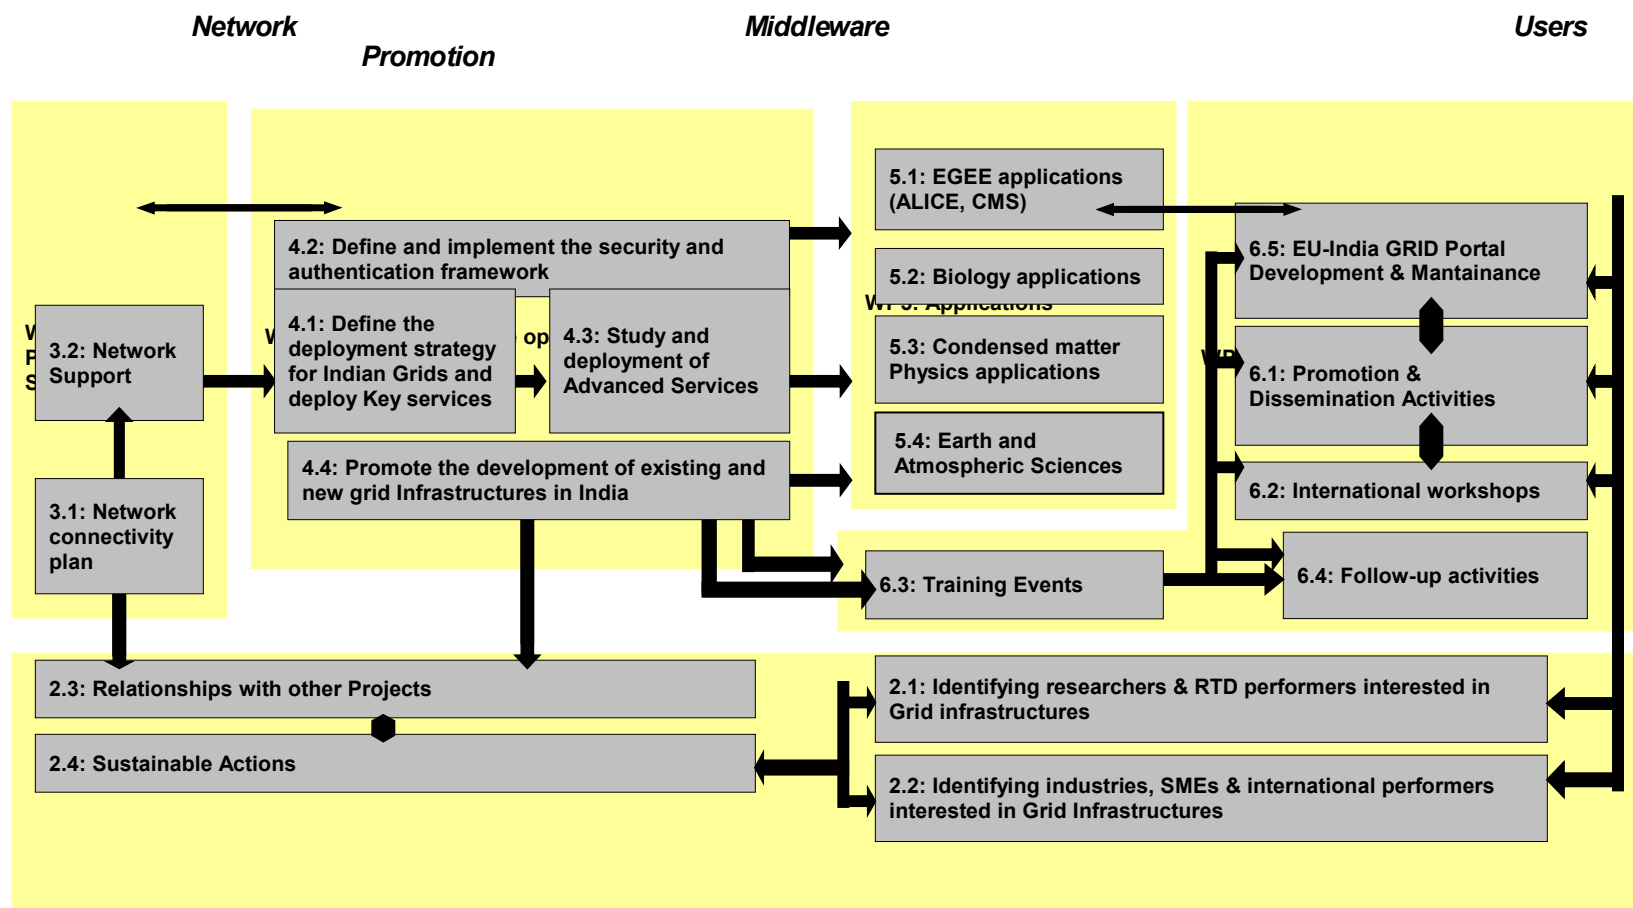 Network
Middleware
Users
Promotion
3.2: Network
Support
3.1: Network
connectivity
plan
4.2: Define and implement the security and
authentication framework
4.1: Define the
deployment strategy
for Indian Grids and
deploy Key services
4.3: Study and
deployment of
Advanced Services
4.4: Promote the development of existing and
new grid Infrastructures in India
5.1: EGEE applications
(ALICE, CMS)
5.2: Biology applications
Applications
5.3: Condensed matter
Physics applications
5.4: Earth and
Atmospheric Sciences
6.5: EU-India GRID Portal
Development & Mantainance
6.1: Promotion &
Dissemination Activities
6.2: International workshops
6.3: Training Events
6.4: Follow-up activities
2.3: Relationships with other Projects
2.4: Sustainable Actions
2.1: Identifying researchers & RTD performers interested in
Grid infrastructures
2.2: Identifying industries, SMEs & international performers
interested in Grid Infrastructures